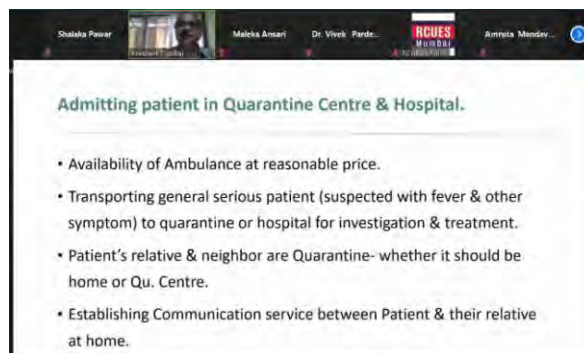 Shalaka Pawar
Maleka Ansari
Dr. Vivek Parde...
RCUES
Mumbai
Amrota Mandav...
Admitting patient in Quarantine Centre & Hospital.
• Availability of Ambulance at reasonable price.
• Transporting general serious patient (suspected with fever & other
symptom) to quarantine or hospital for investigation & treatment.
• Patient's relative & neighbor are Quarantine- whether it should be
home or Qu. Centre.
• Establishing Communication service between Patient & their relative
at home.